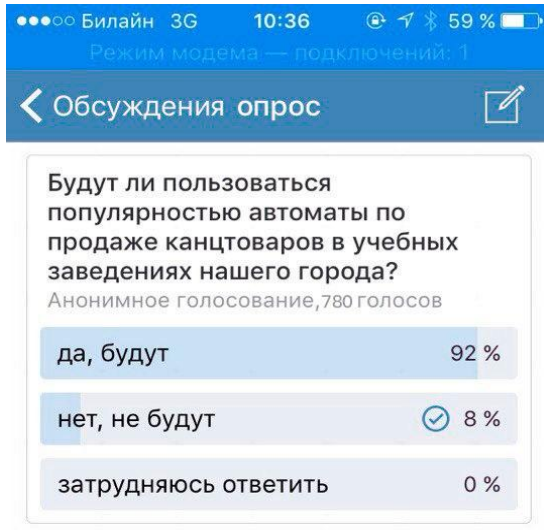 Билайн 3G 10:36 59 %
Режим модема — подключений: 1
Обсуждения опрос
Будут ли пользоваться
популярностью автоматы по
продаже канцтоваров в учебных
заведениях нашего города?
Анонимное голосование,780 голосов
да, будут 92 %
нет, не будут 8 %
затрудняюсь ответить 0 %